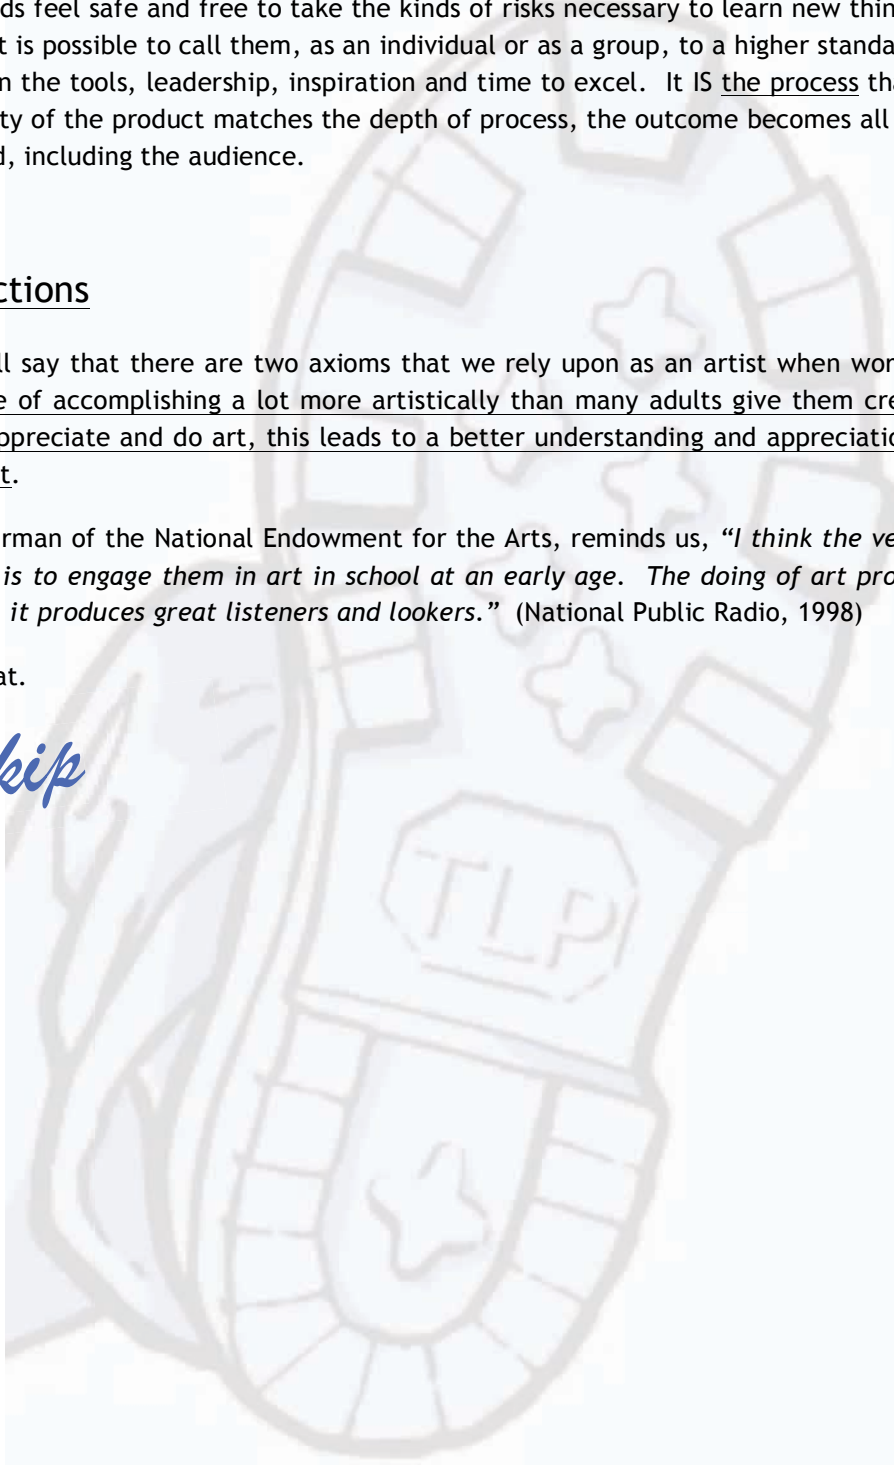 ds feel safe and free to take the kinds of risks necessary to learn new thin
t is possible to call them, as an individual or as a group, to a higher standa
n the tools, leadership, inspiration and time to excel.  It IS the process th
ty of the product matches the depth of process, the outcome becomes all
d, including the audience.
ctions
ll say that there are two axioms that we rely upon as an artist when wor
e of accomplishing a lot more artistically than many adults give them cre
ppreciate and do art, this leads to a better understanding and appreciatio
t.
rman of the National Endowment for the Arts, reminds us, “I think the ve
is to engage them in art in school at an early age.  The doing of art pro
it produces great listeners and lookers.”  (National Public Radio, 1998)
at.
kip
TLP